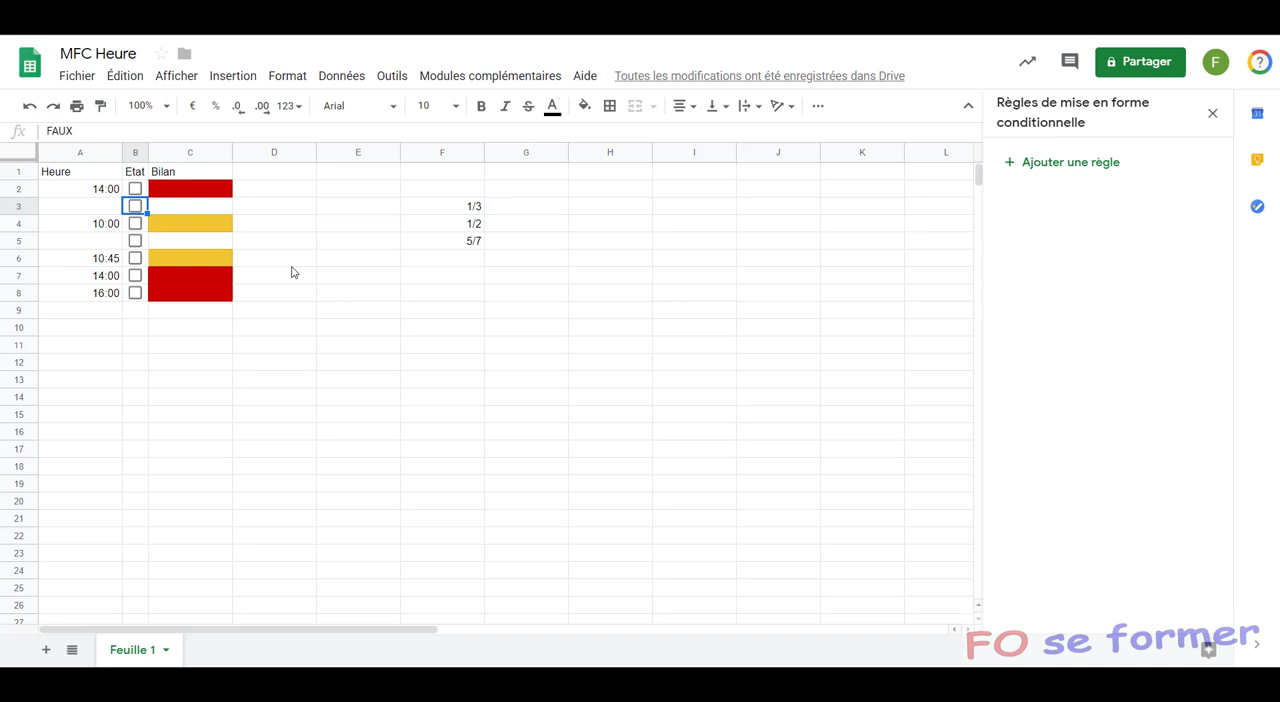 MFC Heure
Fichier Édition Afficher Insertion Format Données Outils Modules complémentaires Aide Toutes les modifications ont été enregistrées dans Drive
Partager
F
?
100% € % .0 .00 123 Arial 10 B I S A
fx FAUX
Règles de mise en forme
conditionnelle
+ Ajouter une règle
A B C D E F G H I J K L
1 Heure Etat Bilan
2 14:00
3 1/3
4 10:00 1/2
5 5/7
6 10:45
7 14:00
8 16:00
9
10
11
12
13
14
15
16
17
18
19
20
21
22
23
24
25
26
27
+ Feuille 1
FO se former